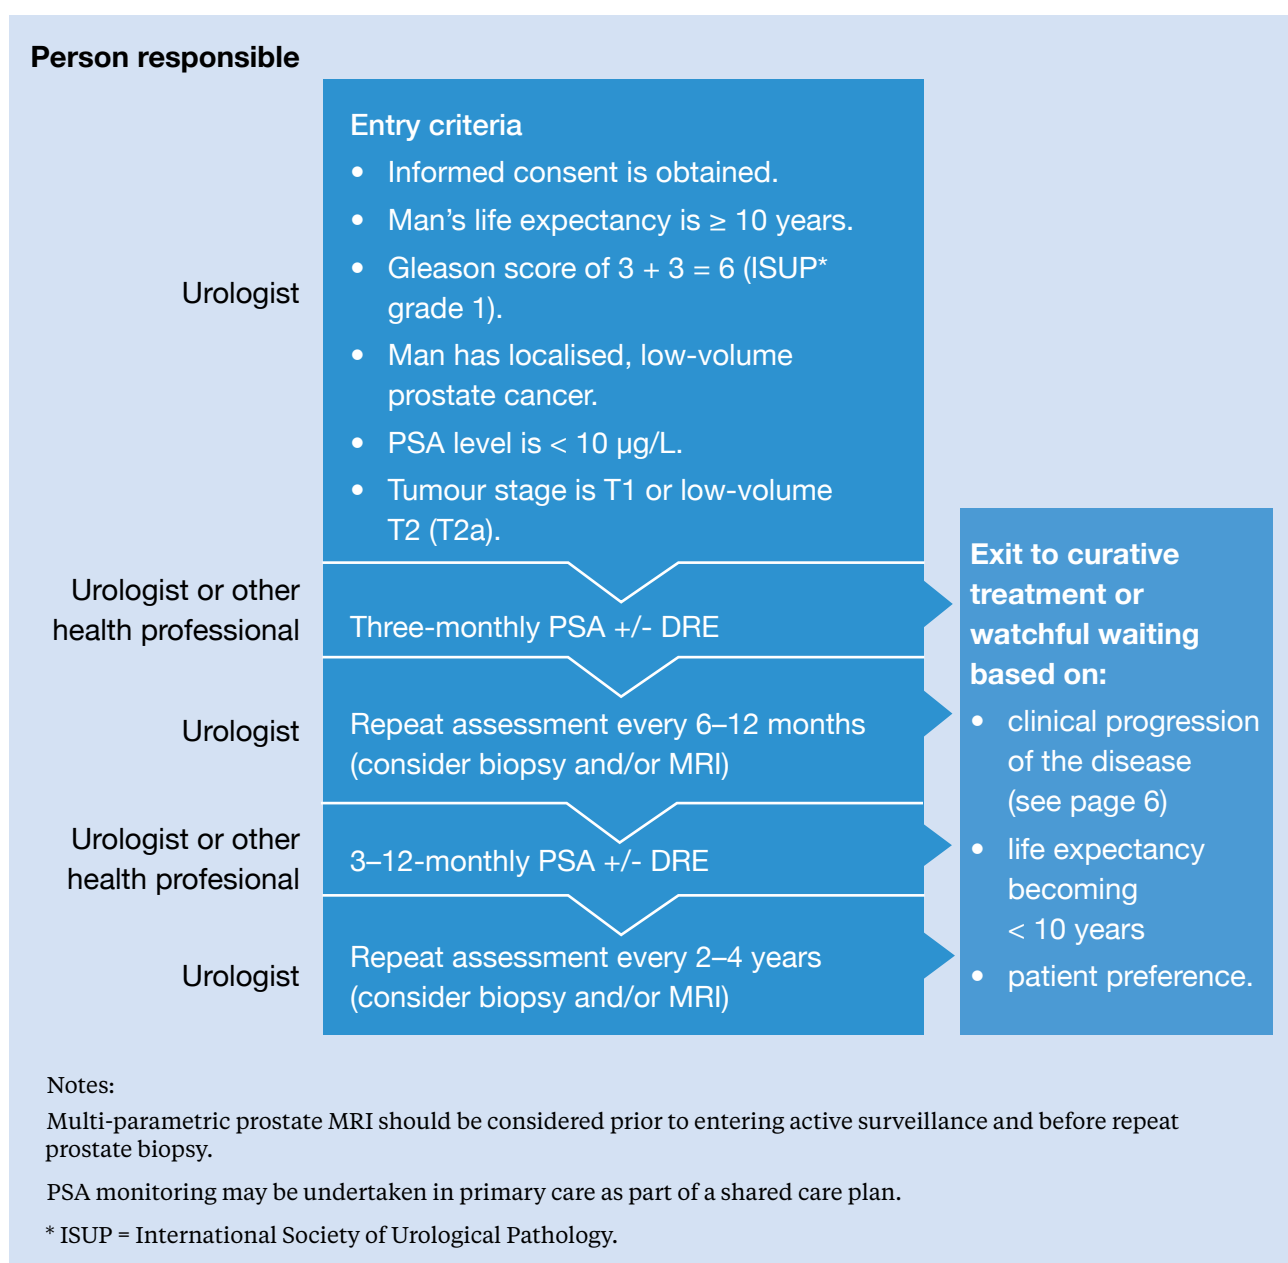 Person responsible
Urologist
Entry criteria
• Informed consent is obtained.
• Man’s life expectancy is ≥ 10 years.
• Gleason score of 3 + 3 = 6 (ISUP*
grade 1).
• Man has localised, low-volume
prostate cancer.
• PSA level is < 10 µg/L.
• Tumour stage is T1 or low-volume
T2 (T2a).
Urologist or other
health professional
Three-monthly PSA +/- DRE
Urologist
Repeat assessment every 6–12 months
(consider biopsy and/or MRI)
Urologist or other
health profesional
3–12-monthly PSA +/- DRE
Urologist
Repeat assessment every 2–4 years
(consider biopsy and/or MRI)
Exit to curative
treatment or
watchful waiting
based on:
• clinical progression
of the disease
(see page 6)
• life expectancy
becoming
< 10 years
• patient preference.
Notes:
Multi-parametric prostate MRI should be considered prior to entering active surveillance and before repeat
prostate biopsy.
PSA monitoring may be undertaken in primary care as part of a shared care plan.
* ISUP = International Society of Urological Pathology.